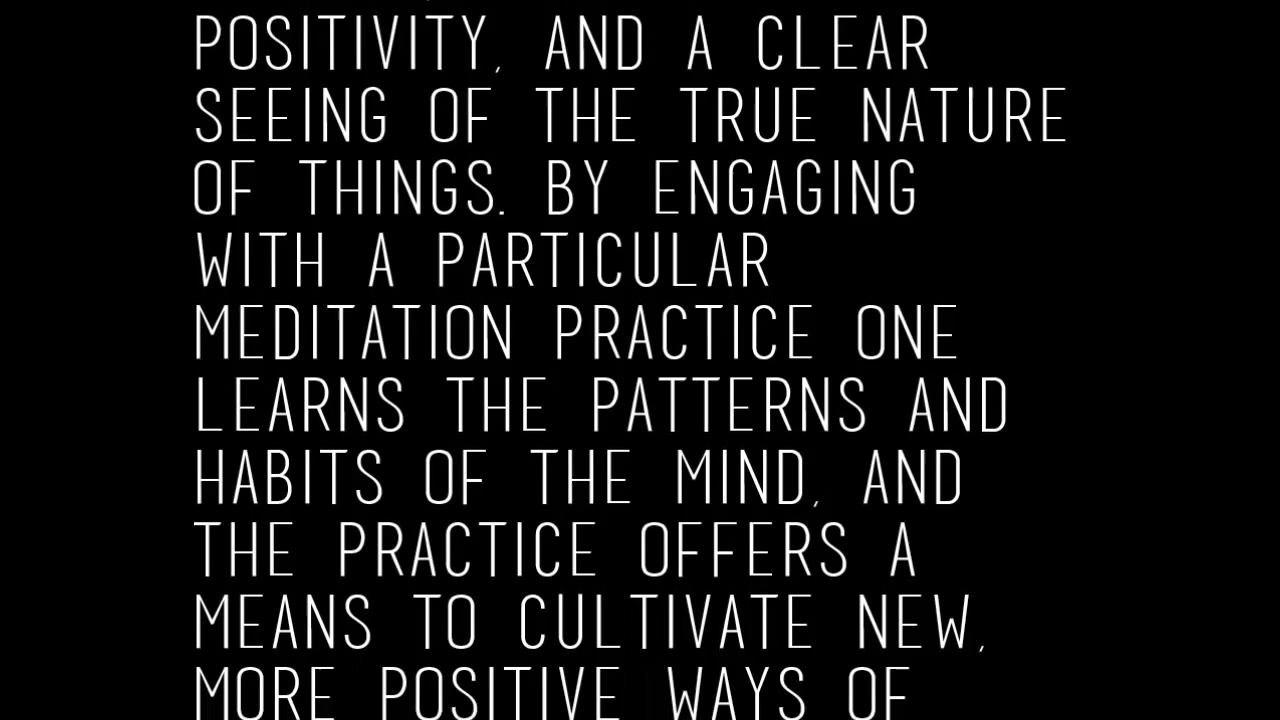 POSITIVITY, AND A CLEAR
SEEING OF THE TRUE NATURE
OF THINGS. BY ENGAGING
WITH A PARTICULAR
MEDITATION PRACTICE ONE
LEARNS THE PATTERNS AND
HABITS OF THE MIND, AND
THE PRACTICE OFFERS A
MEANS TO CULTIVATE NEW,
MORE POSITIVE WAYS OF